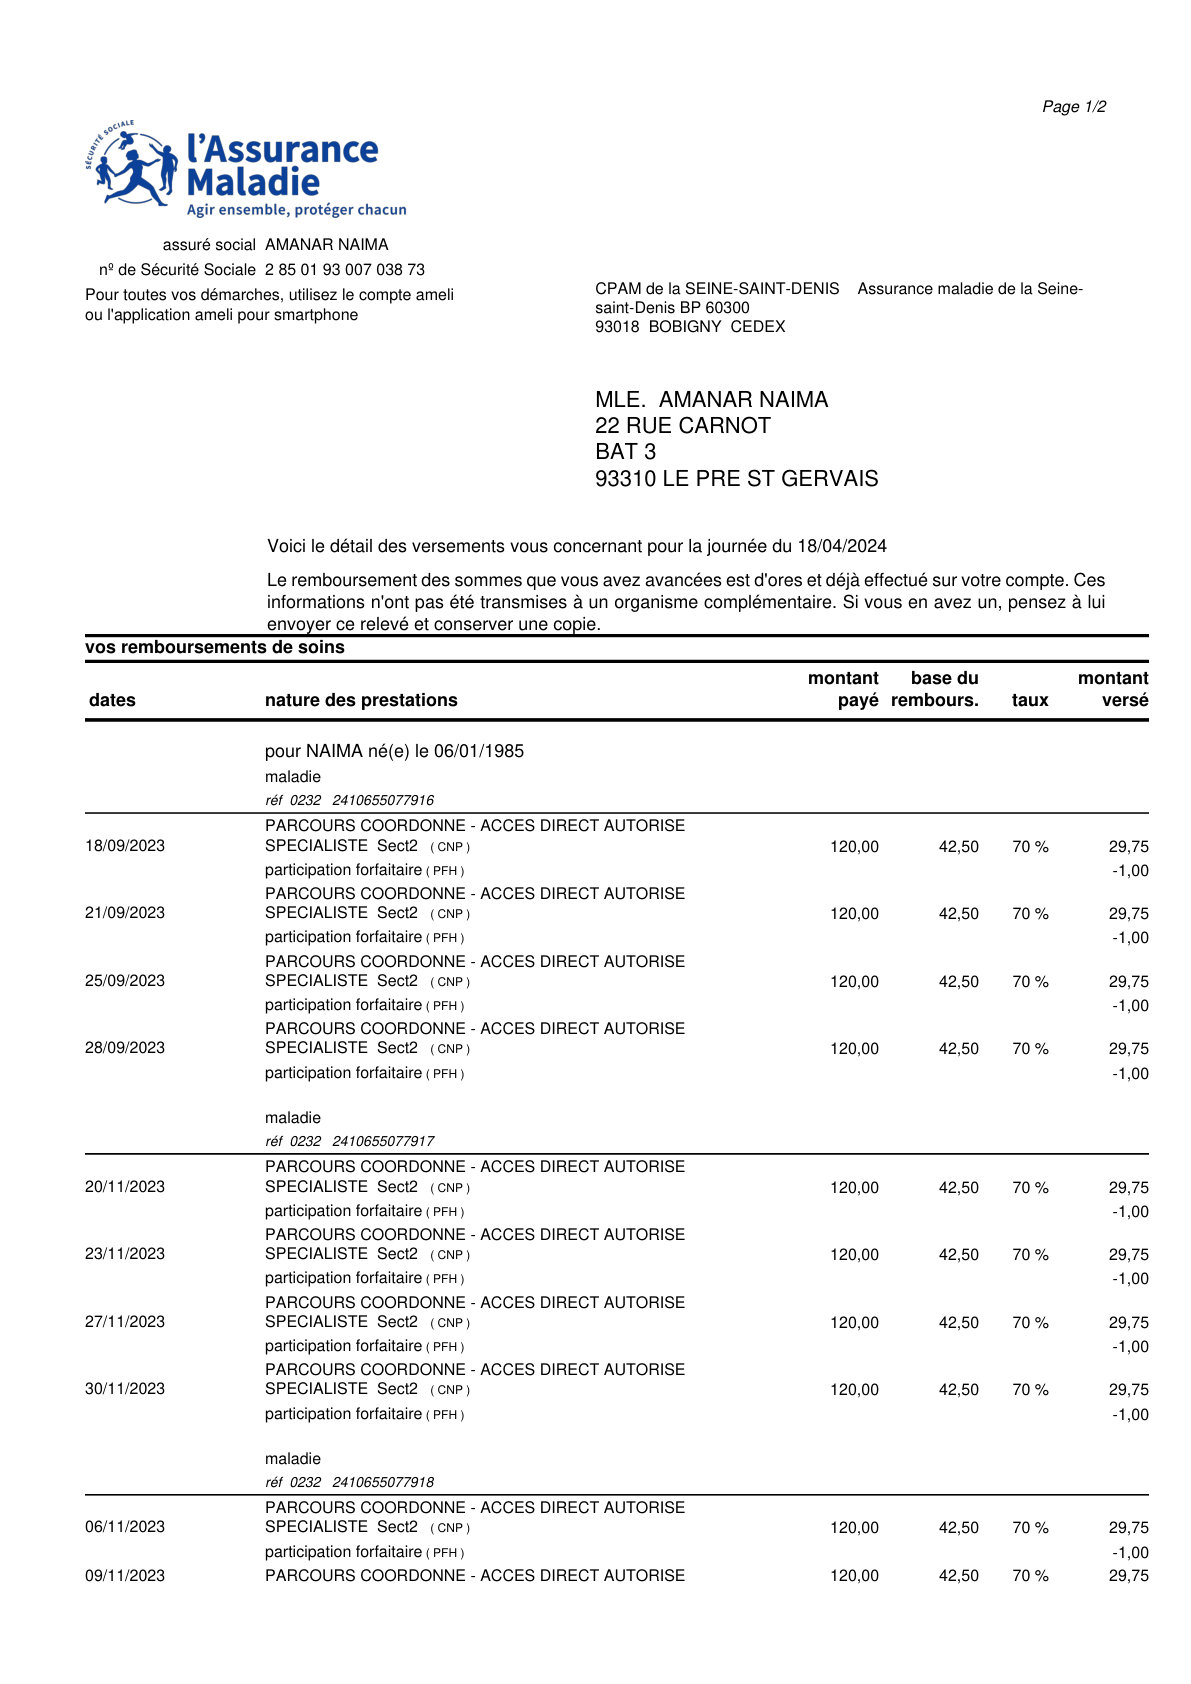 Page 1/2
SÉCURITÉ SOCIALE
l'Assurance
Maladie
Agir ensemble, protéger chacun
assuré social AMANAR NAIMA
nº de Sécurité Sociale 2 85 01 93 007 038 73
Pour toutes vos démarches, utilisez le compte ameli
ou l'application ameli pour smartphone
CPAM de la SEINE-SAINT-DENIS Assurance maladie de la Seine-
saint-Denis BP 60300
93018 BOBIGNY CEDEX
MLE. AMANAR NAIMA
22 RUE CARNOT
BAT 3
93310 LE PRE ST GERVAIS
Voici le détail des versements vous concernant pour la journée du 18/04/2024
Le remboursement des sommes que vous avez avancées est d'ores et déjà effectué sur votre compte. Ces
informations n'ont pas été transmises à un organisme complémentaire. Si vous en avez un, pensez à lui
envoyer ce relevé et conserver une copie.
vos remboursements de soins
montant base du montant
dates nature des prestations payé rembours. taux versé
pour NAIMA né(e) le 06/01/1985
maladie
réf 0232 2410655077916
PARCOURS COORDONNE - ACCES DIRECT AUTORISE
18/09/2023 SPECIALISTE Sect2 ( CNP ) 120,00 42,50 70 % 29,75
participation forfaitaire ( PFH ) -1,00
PARCOURS COORDONNE - ACCES DIRECT AUTORISE
21/09/2023 SPECIALISTE Sect2 ( CNP ) 120,00 42,50 70 % 29,75
participation forfaitaire ( PFH ) -1,00
PARCOURS COORDONNE - ACCES DIRECT AUTORISE
25/09/2023 SPECIALISTE Sect2 ( CNP ) 120,00 42,50 70 % 29,75
participation forfaitaire ( PFH ) -1,00
PARCOURS COORDONNE - ACCES DIRECT AUTORISE
28/09/2023 SPECIALISTE Sect2 ( CNP ) 120,00 42,50 70 % 29,75
participation forfaitaire ( PFH ) -1,00
maladie
réf 0232 2410655077917
PARCOURS COORDONNE - ACCES DIRECT AUTORISE
20/11/2023 SPECIALISTE Sect2 ( CNP ) 120,00 42,50 70 % 29,75
participation forfaitaire ( PFH ) -1,00
PARCOURS COORDONNE - ACCES DIRECT AUTORISE
23/11/2023 SPECIALISTE Sect2 ( CNP ) 120,00 42,50 70 % 29,75
participation forfaitaire ( PFH ) -1,00
PARCOURS COORDONNE - ACCES DIRECT AUTORISE
27/11/2023 SPECIALISTE Sect2 ( CNP ) 120,00 42,50 70 % 29,75
participation forfaitaire ( PFH ) -1,00
PARCOURS COORDONNE - ACCES DIRECT AUTORISE
30/11/2023 SPECIALISTE Sect2 ( CNP ) 120,00 42,50 70 % 29,75
participation forfaitaire ( PFH ) -1,00
maladie
réf 0232 2410655077918
PARCOURS COORDONNE - ACCES DIRECT AUTORISE
06/11/2023 SPECIALISTE Sect2 ( CNP ) 120,00 42,50 70 % 29,75
participation forfaitaire ( PFH ) -1,00
09/11/2023 PARCOURS COORDONNE - ACCES DIRECT AUTORISE 120,00 42,50 70 % 29,75